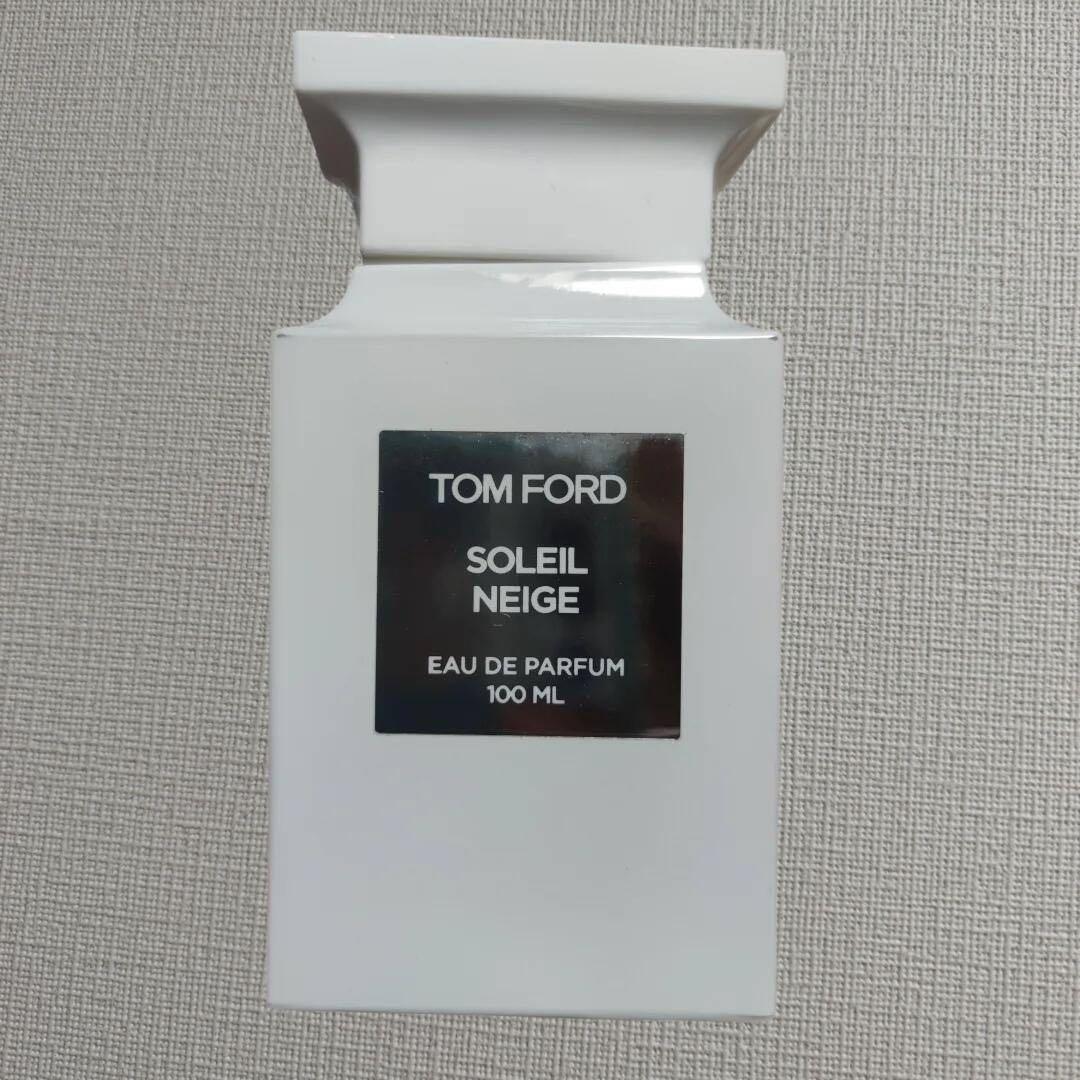 TOM FORD
SOLEIL
NEIGE
EAU DE PARFUM
100 ML